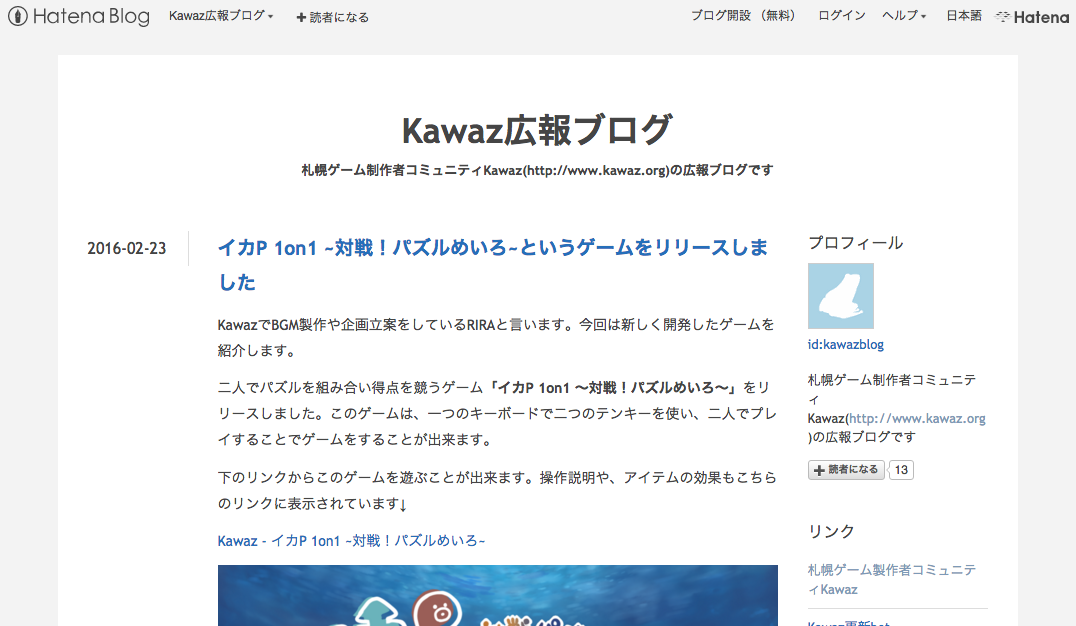 Hatena Blog
Kawaz広報ブログ
読者になる
ブログ開設 （無料）
ログイン
ヘルプ
日本語
Hatena
Kawaz広報ブログ
札幌ゲーム制作者コミュニティKawaz(http://www.kawaz.org)の広報ブログです
2016-02-23
イカP 1on1 ~対戦！パズルめいろ~というゲームをリリースしま
した
KawazでBGM製作や企画立案をしているRIRAと言います。今回は新しく開発したゲームを
紹介します。
二人でパズルを組み合い得点を競うゲーム「イカP 1on1 〜対戦！パズルめいろ〜」をリ
リースしました。このゲームは、一つのキーボードで二つのテンキーを使い、二人でプレ
イすることでゲームをすることが出来ます。
下のリンクからこのゲームを遊ぶことが出来ます。操作説明や、アイテムの効果もこちら
のリンクに表示されています↓
Kawaz - イカP 1on1 ~対戦！パズルめいろ~
プロフィール
id:kawazblog
札幌ゲーム制作者コミュニテ
ィ
Kawaz(http://www.kawaz.org
)の広報ブログです
読者になる 13
リンク
札幌ゲーム製作者コミュニテ
ィKawaz
Kawaz更新bot